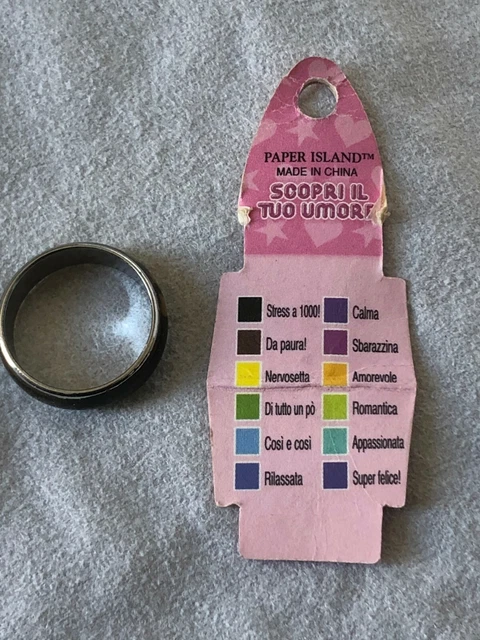 PAPER ISLAND™
MADE IN CHINA
SCOPRI IL
TUO UMORE
Stress a 1000! Calma
Da paura! Sbarazzina
Nervosetta Amorevole
Di tutto un pò Romantica
Così e così Appassionata
Rilassata Super felice!